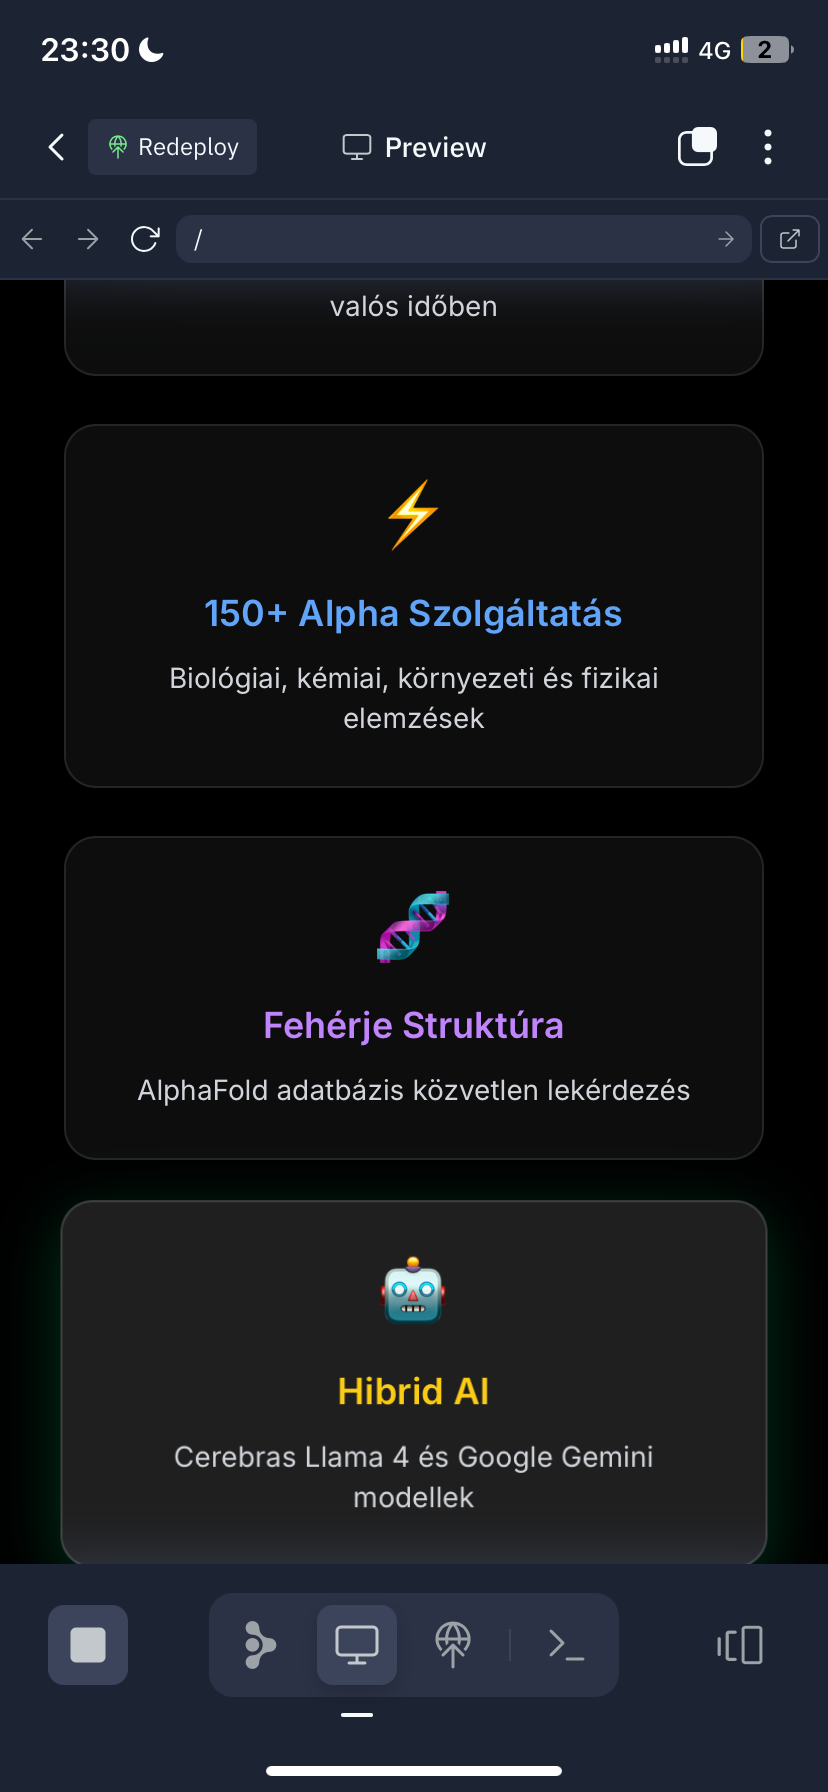 23:30
4G
2
Redeploy
Preview
/
valós időben
150+ Alpha Szolgáltatás
Biológiai, kémiai, környezeti és fizikai
elemzések
Fehérje Struktúra
AlphaFold adatbázis közvetlen lekérdezés
Hibrid AI
Cerebras Llama 4 és Google Gemini
modellek